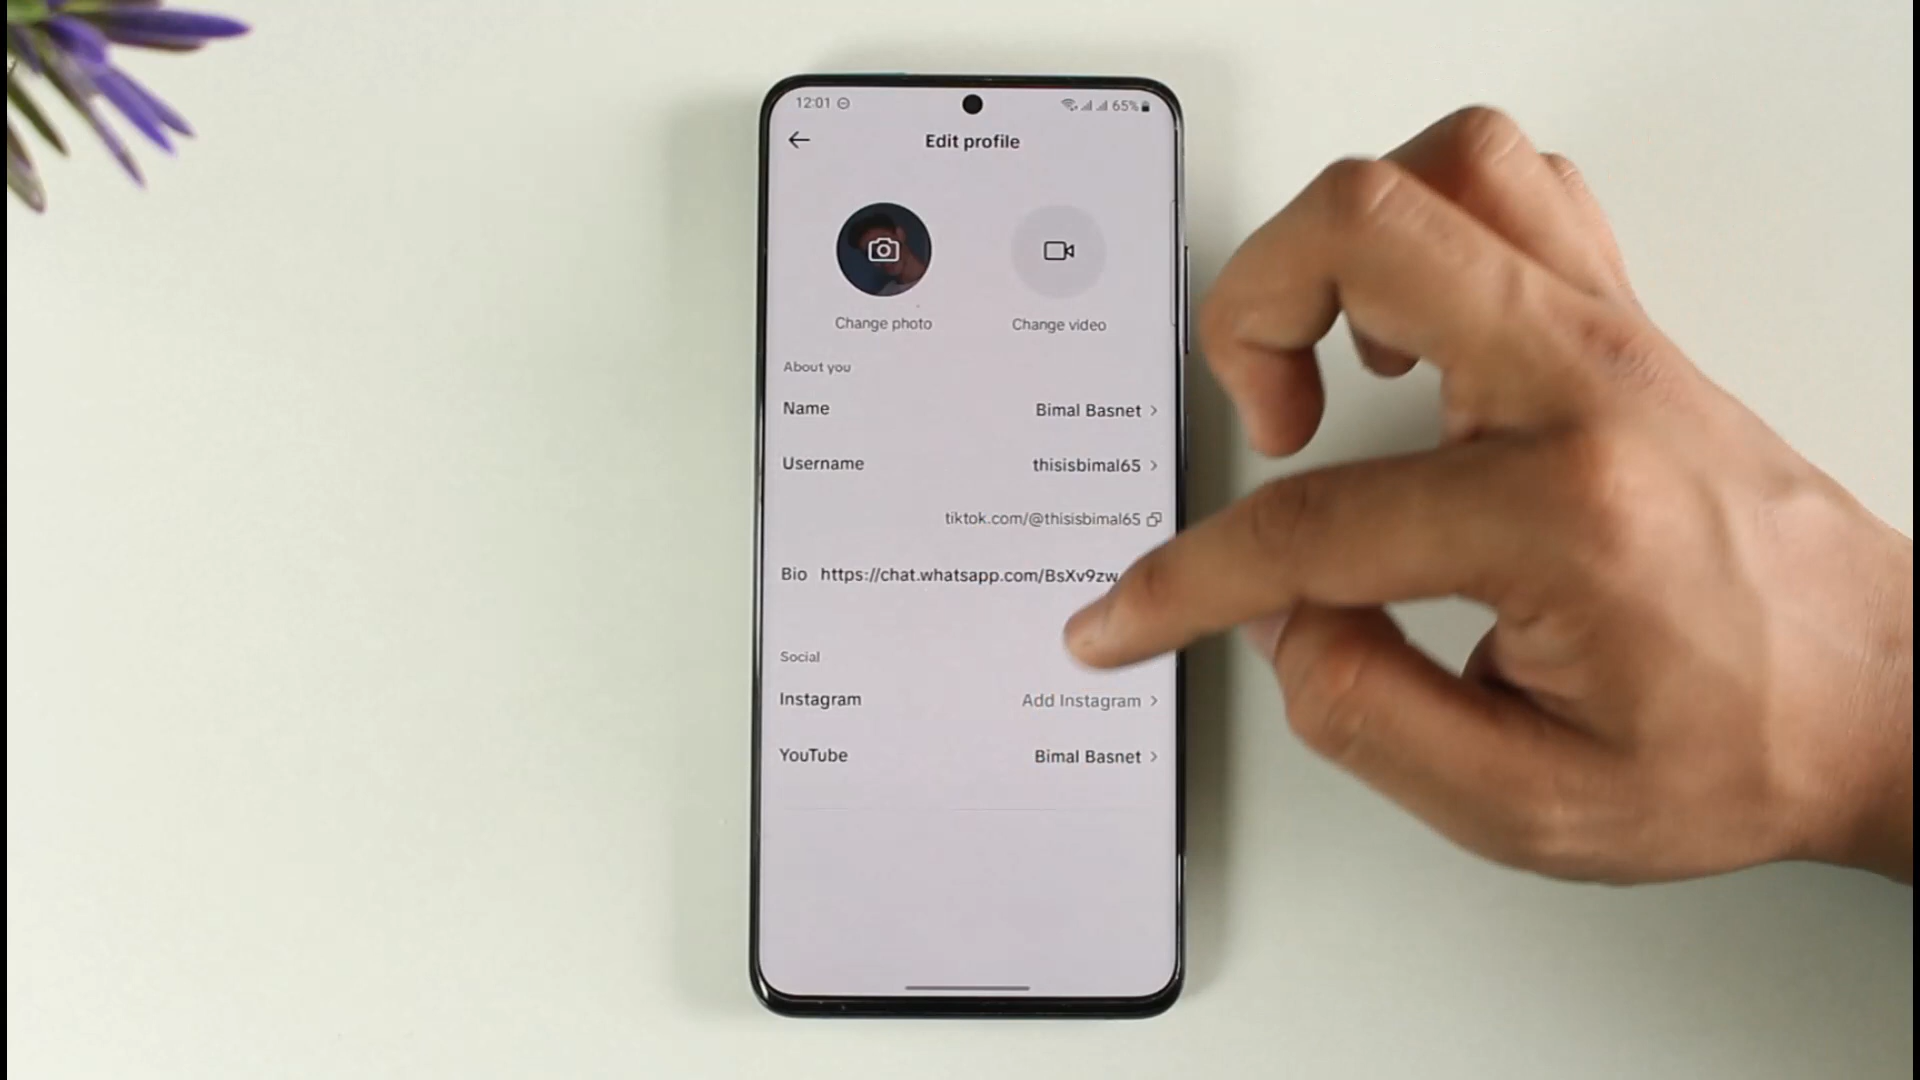 12:01
65%
Edit profile
Change photo
Change video
About you
Name Bimal Basnet
Username thisisbimal65
tiktok.com/@thisisbimal65
Bio https://chat.whatsapp.com/BsXv9zw
Social
Instagram Add Instagram
YouTube Bimal Basnet